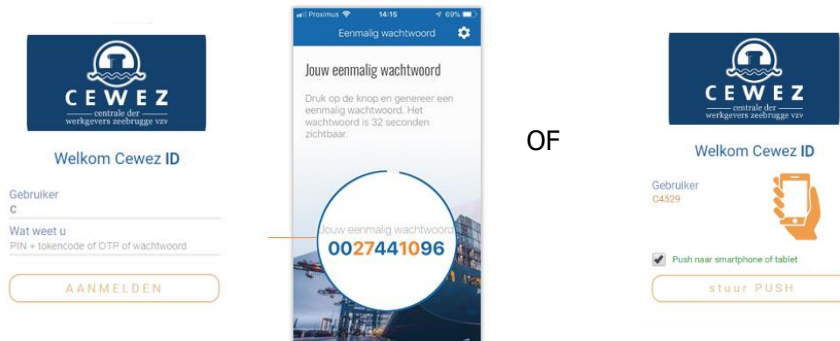 CEWEZ
centrale der
werkgevers zeebrugge vzw
Welkom Cewez ID
Gebruiker
C
Wat weet u
PIN + tokencode of OTP of wachtwoord
AANMELDEN
Proximus 14:15 69%
Eenmalig wachtwoord
Jouw eenmalig wachtwoord
Druk op de knop en genereer een
eenmalig wachtwoord. Het
wachtwoord is 32 seconden
zichtbaar.
Jouw eenmalig wachtwoord
0027441096
OF
CEWEZ
centrale der
werkgevers zeebrugge vzw
Welkom Cewez ID
Gebruiker
C4529
Push naar smartphone of tablet
stuur PUSH